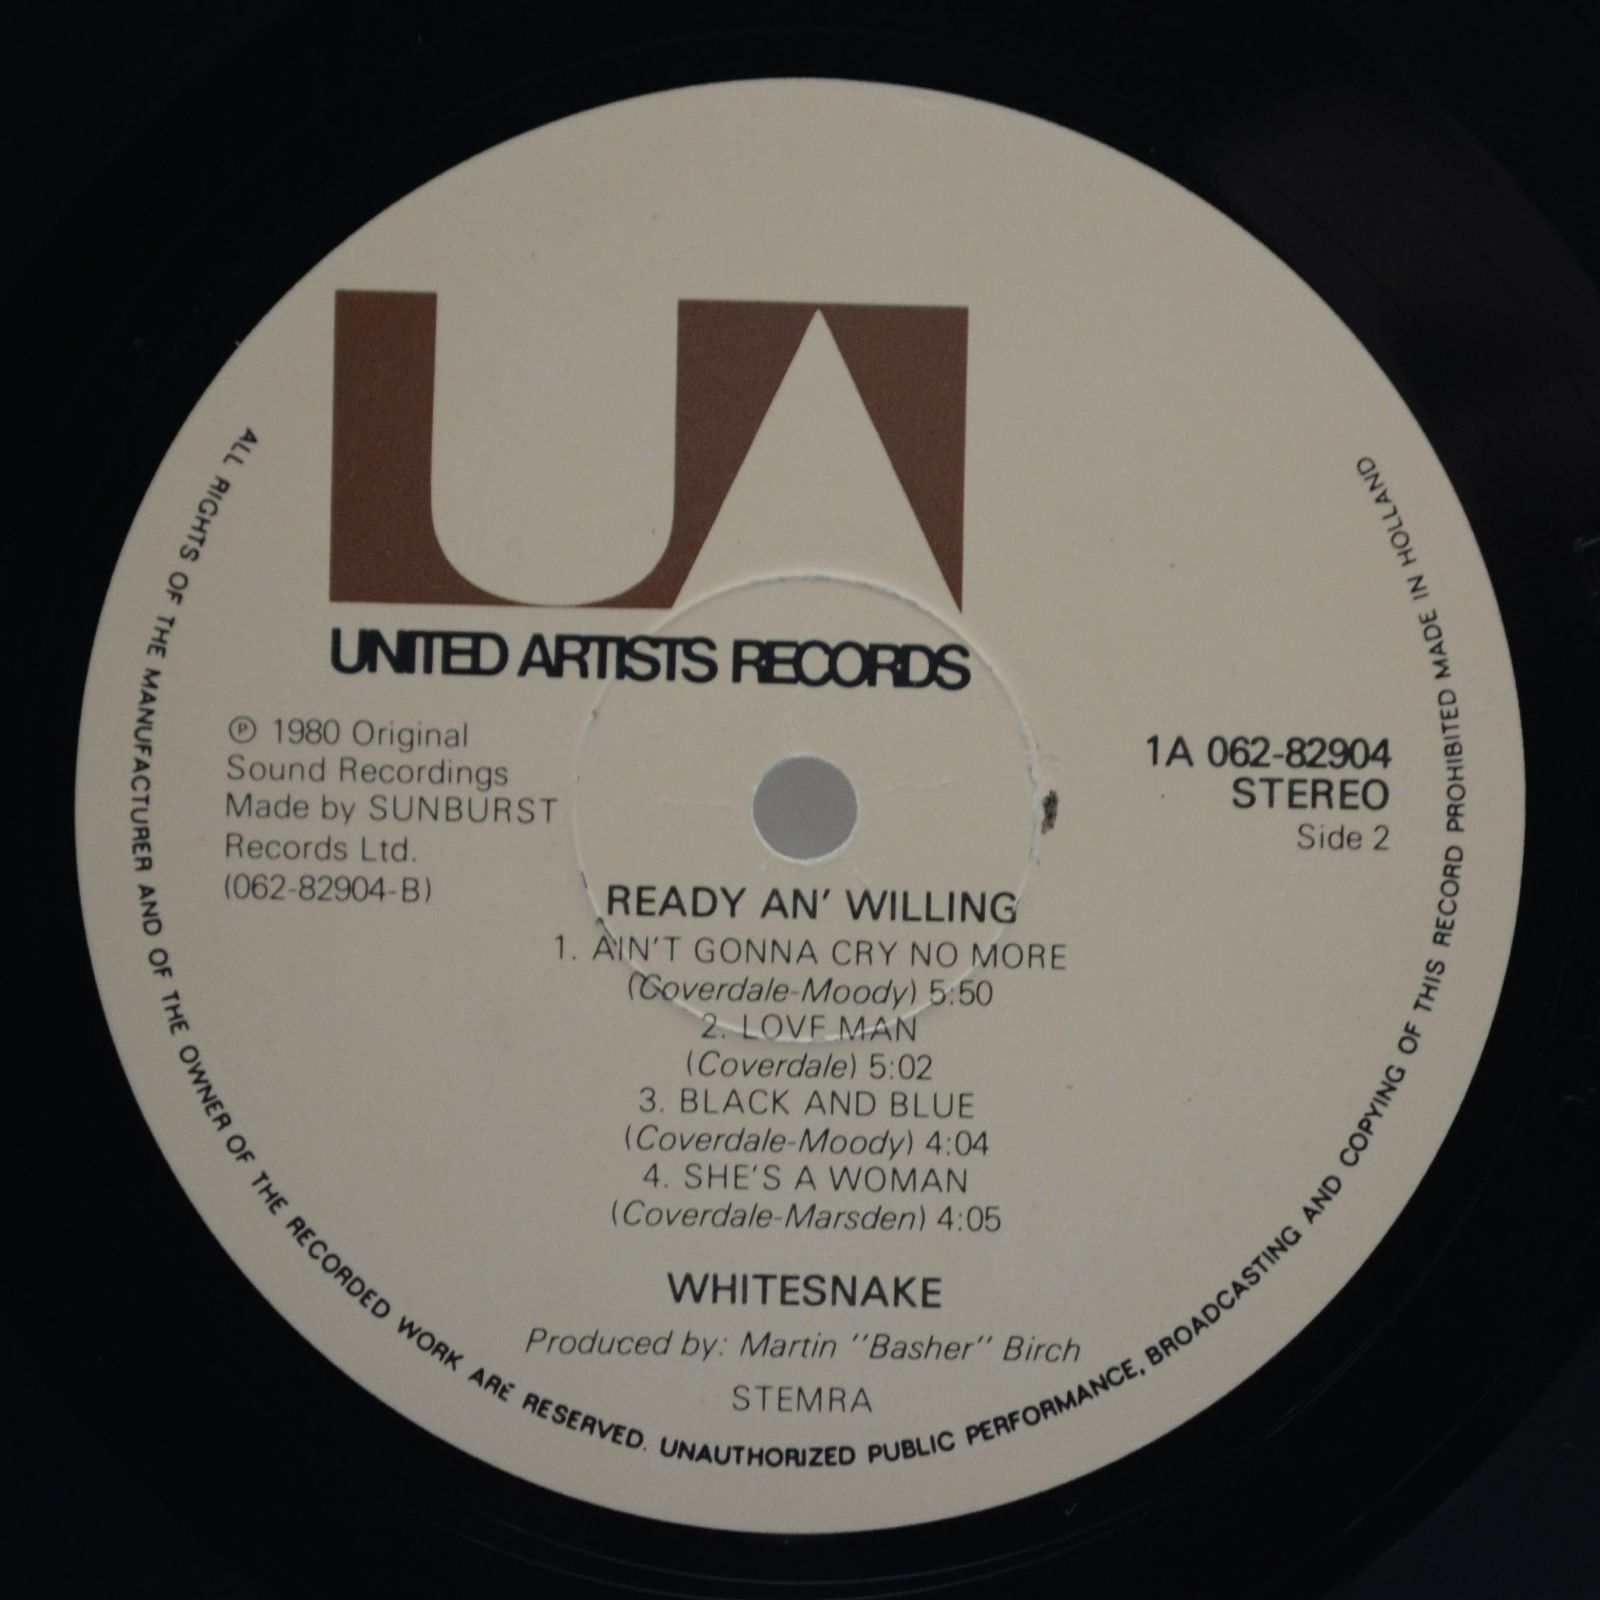 UA
UNITED ARTISTS RECORDS
Ⓟ 1980 Original
Sound Recordings
Made by SUNBURST
Records Ltd.
(062-82904-B)
1A 062-82904
STEREO
Side 2
READY AN' WILLING
1. AIN'T GONNA CRY NO MORE
(Coverdale-Moody) 5:50
2. LOVE MAN
(Coverdale) 5:02
3. BLACK AND BLUE
(Coverdale-Moody) 4:04
4. SHE'S A WOMAN
(Coverdale-Marsden) 4:05
WHITESNAKE
Produced by: Martin ''Basher'' Birch
STEMRA
ALL RIGHTS OF THE MANUFACTURER AND OF THE OWNER OF THE RECORDED WORK ARE RESERVED. UNAUTHORIZED PUBLIC PERFORMANCE, BROADCASTING AND COPYING OF THIS RECORD PROHIBITED MADE IN HOLLAND